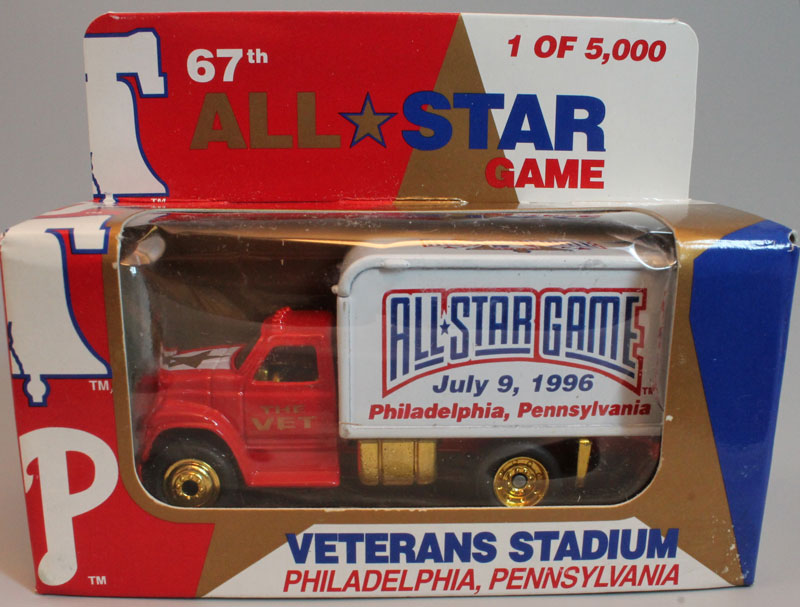 67th
1 OF 5,000
ALL★STAR
GAME
TM
ALL★STAR GAME
TM
July 9, 1996
Philadelphia, Pennsylvania
THE
VET
TM
P
TM
VETERANS STADIUM
PHILADELPHIA, PENNSYLVANIA